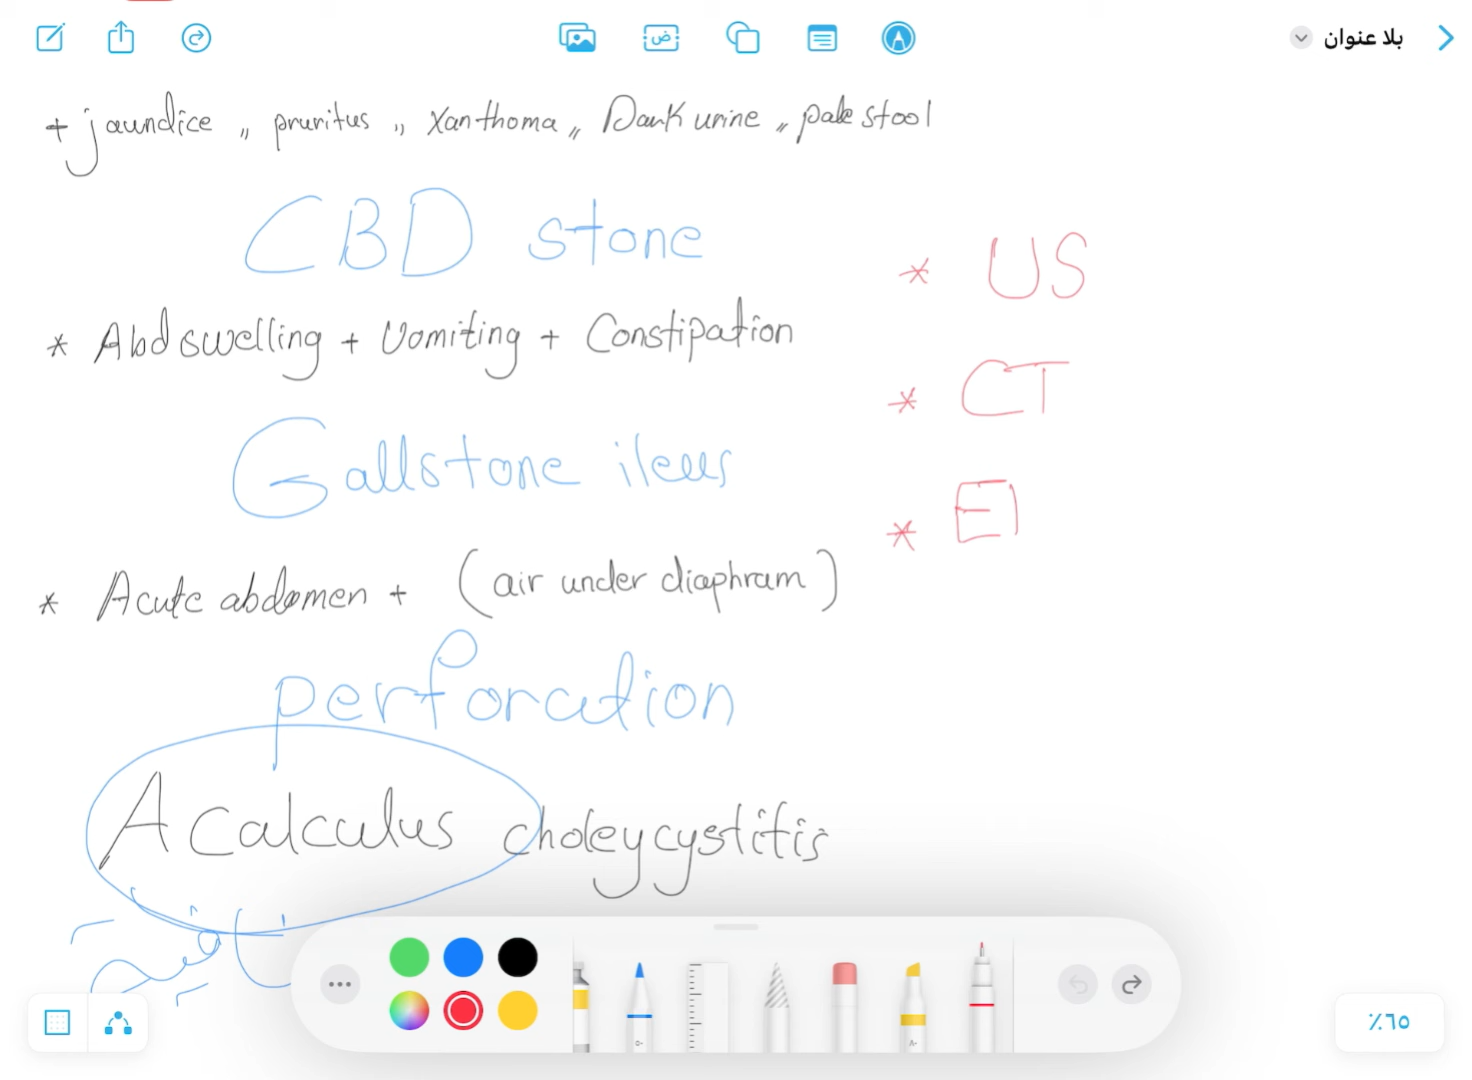 بلا عنوان
+ jaundice ,, pruritus ,, Xanthoma ,, Dark urine ,, pale stool
CBD stone
* US
* Abd swelling + Vomiting + Constipation
* CT
Gallstone ileus
* E
* Acute abdomen + (air under diaphram)
perforation
Acalculus choleycystitis
٪٦٥